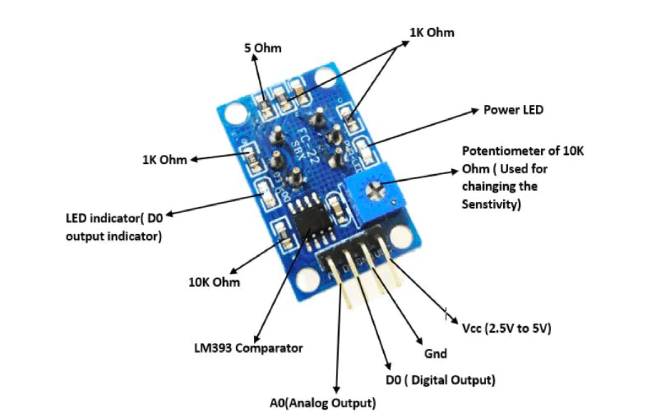 5 Ohm
1K Ohm
Power LED
1K Ohm
Potentiometer of 10K
Ohm ( Used for
chainging the
Senstivity)
LED indicator( D0
output indicator)
10K Ohm
LM393 Comparator
Vcc (2.5V to 5V)
Gnd
D0 ( Digital Output)
A0(Analog Output)
FC-22
SBX